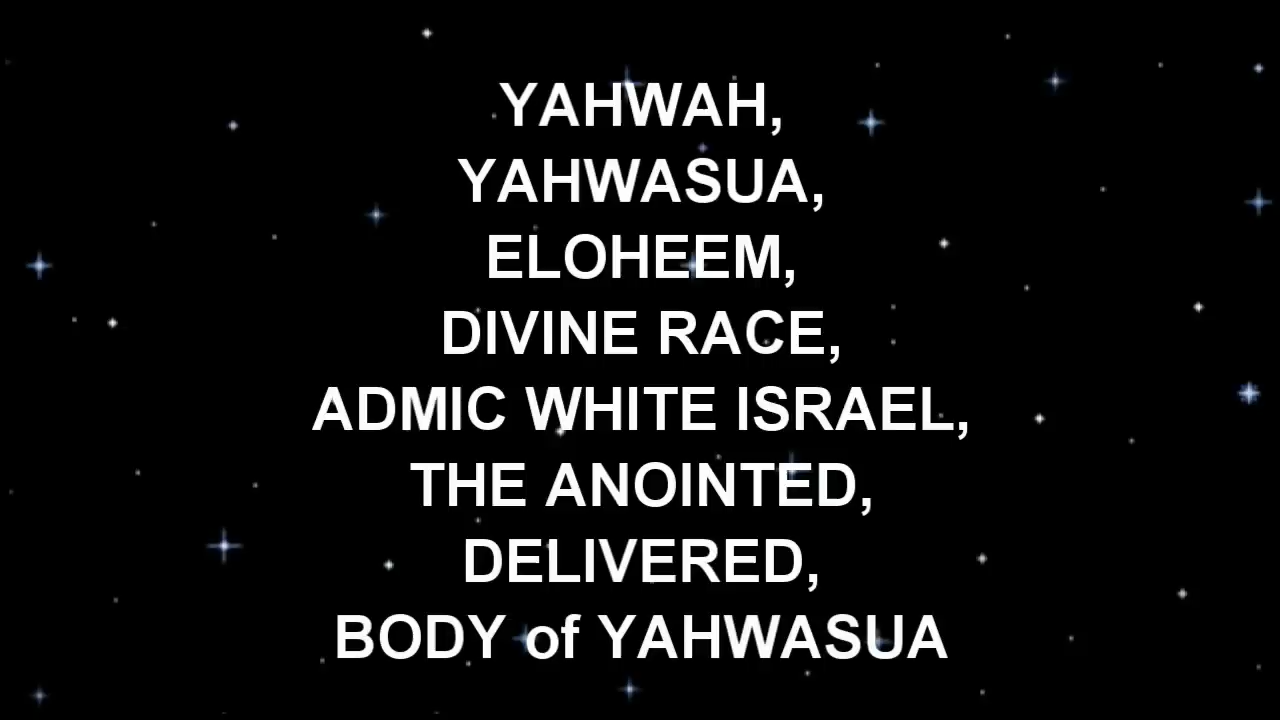 YAHWAH,
YAHWASUA,
ELOHEEM,
DIVINE RACE,
ADMIC WHITE ISRAEL,
THE ANOINTED,
DELIVERED,
BODY of YAHWASUA